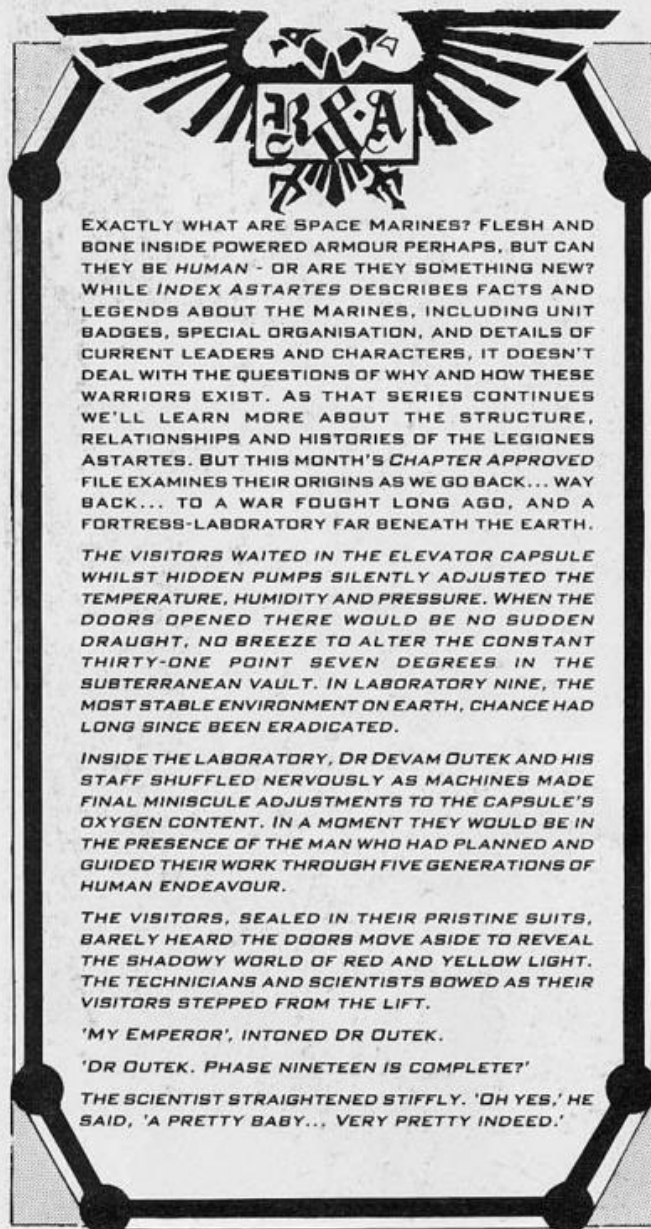 R&A
EXACTLY WHAT ARE SPACE MARINES? FLESH AND
BONE INSIDE POWERED ARMOUR PERHAPS, BUT CAN
THEY BE HUMAN - OR ARE THEY SOMETHING NEW?
WHILE INDEX ASTARTES DESCRIBES FACTS AND
LEGENDS ABOUT THE MARINES, INCLUDING UNIT
BADGES, SPECIAL ORGANISATION, AND DETAILS OF
CURRENT LEADERS AND CHARACTERS, IT DOESN'T
DEAL WITH THE QUESTIONS OF WHY AND HOW THESE
WARRIORS EXIST. AS THAT SERIES CONTINUES
WE'LL LEARN MORE ABOUT THE STRUCTURE,
RELATIONSHIPS AND HISTORIES OF THE LEGIONES
ASTARTES. BUT THIS MONTH'S CHAPTER APPROVED
FILE EXAMINES THEIR ORIGINS AS WE GO BACK... WAY
BACK... TO A WAR FOUGHT LONG AGO, AND A
FORTRESS-LABORATORY FAR BENEATH THE EARTH.
THE VISITORS WAITED IN THE ELEVATOR CAPSULE
WHILST HIDDEN PUMPS SILENTLY ADJUSTED THE
TEMPERATURE, HUMIDITY AND PRESSURE. WHEN THE
DOORS OPENED THERE WOULD BE NO SUDDEN
DRAUGHT, NO BREEZE TO ALTER THE CONSTANT
THIRTY-ONE POINT SEVEN DEGREES IN THE
SUBTERRANEAN VAULT. IN LABORATORY NINE, THE
MOST STABLE ENVIRONMENT ON EARTH, CHANCE HAD
LONG SINCE BEEN ERADICATED.
INSIDE THE LABORATORY, DR DEVAM OUTEK AND HIS
STAFF SHUFFLED NERVOUSLY AS MACHINES MADE
FINAL MINISCULE ADJUSTMENTS TO THE CAPSULE'S
OXYGEN CONTENT. IN A MOMENT THEY WOULD BE IN
THE PRESENCE OF THE MAN WHO HAD PLANNED AND
GUIDED THEIR WORK THROUGH FIVE GENERATIONS OF
HUMAN ENDEAVOUR.
THE VISITORS, SEALED IN THEIR PRISTINE SUITS,
BARELY HEARD THE DOORS MOVE ASIDE TO REVEAL
THE SHADOWY WORLD OF RED AND YELLOW LIGHT.
THE TECHNICIANS AND SCIENTISTS BOWED AS THEIR
VISITORS STEPPED FROM THE LIFT.
'MY EMPEROR', INTONED DR OUTEK.
'DR OUTEK. PHASE NINETEEN IS COMPLETE?'
THE SCIENTIST STRAIGHTENED STIFFLY. 'OH YES,' HE
SAID, 'A PRETTY BABY... VERY PRETTY INDEED.'